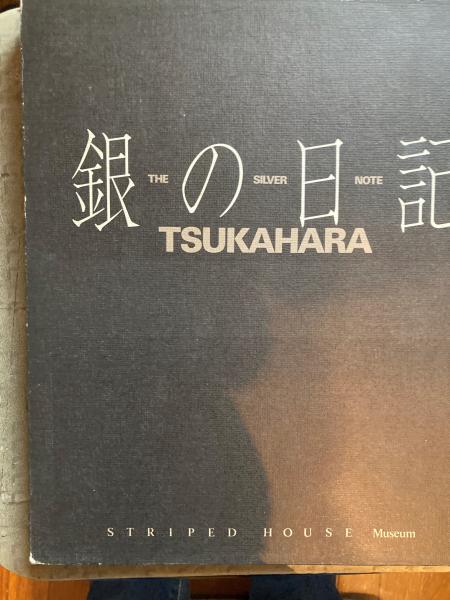 銀 THE の SILVER 日 NOTE 記
TSUKAHARA
STRIPED HOUSE Museum